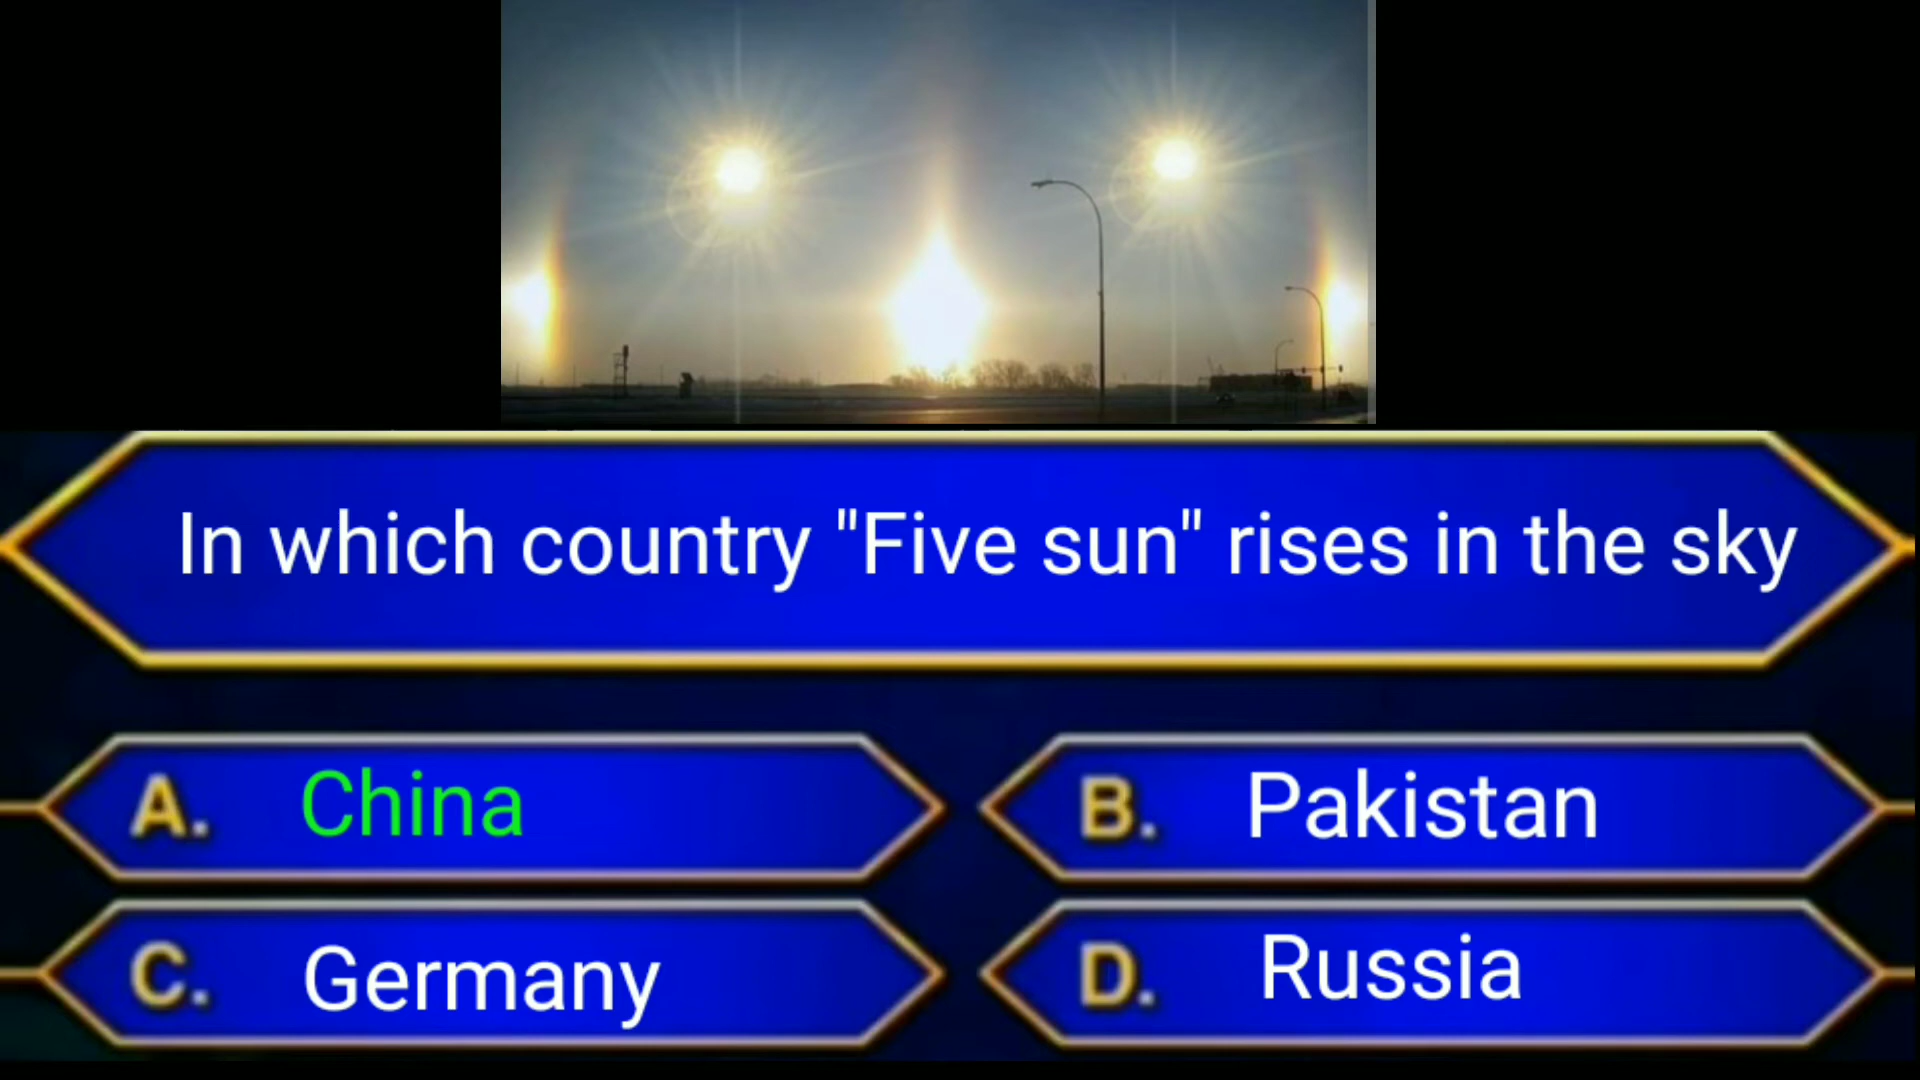 In which country "Five sun" rises in the sky
A. China
B. Pakistan
C. Germany
D. Russia